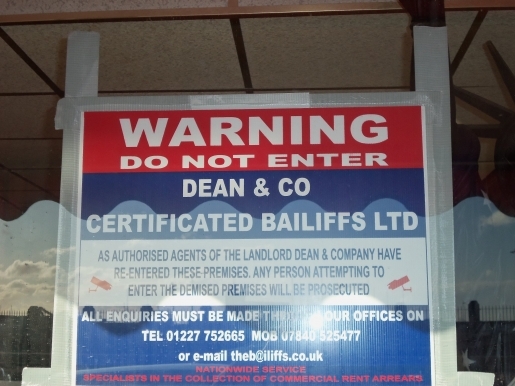 WARNING
DO NOT ENTER
DEAN & CO
CERTIFICATED BAILIFFS LTD
AS AUTHORISED AGENTS OF THE LANDLORD DEAN & COMPANY HAVE
RE-ENTERED THESE PREMISES. ANY PERSON ATTEMPTING TO
ENTER THE DEMISED PREMISES WILL BE PROSECUTED
ALL ENQUIRIES MUST BE MADE THROUGH OUR OFFICES ON
TEL 01227 752665 MOB 07840 525477
or e-mail theb@iliffs.co.uk
NATIONWIDE SERVICE
SPECIALISTS IN THE COLLECTION OF COMMERCIAL RENT ARREARS